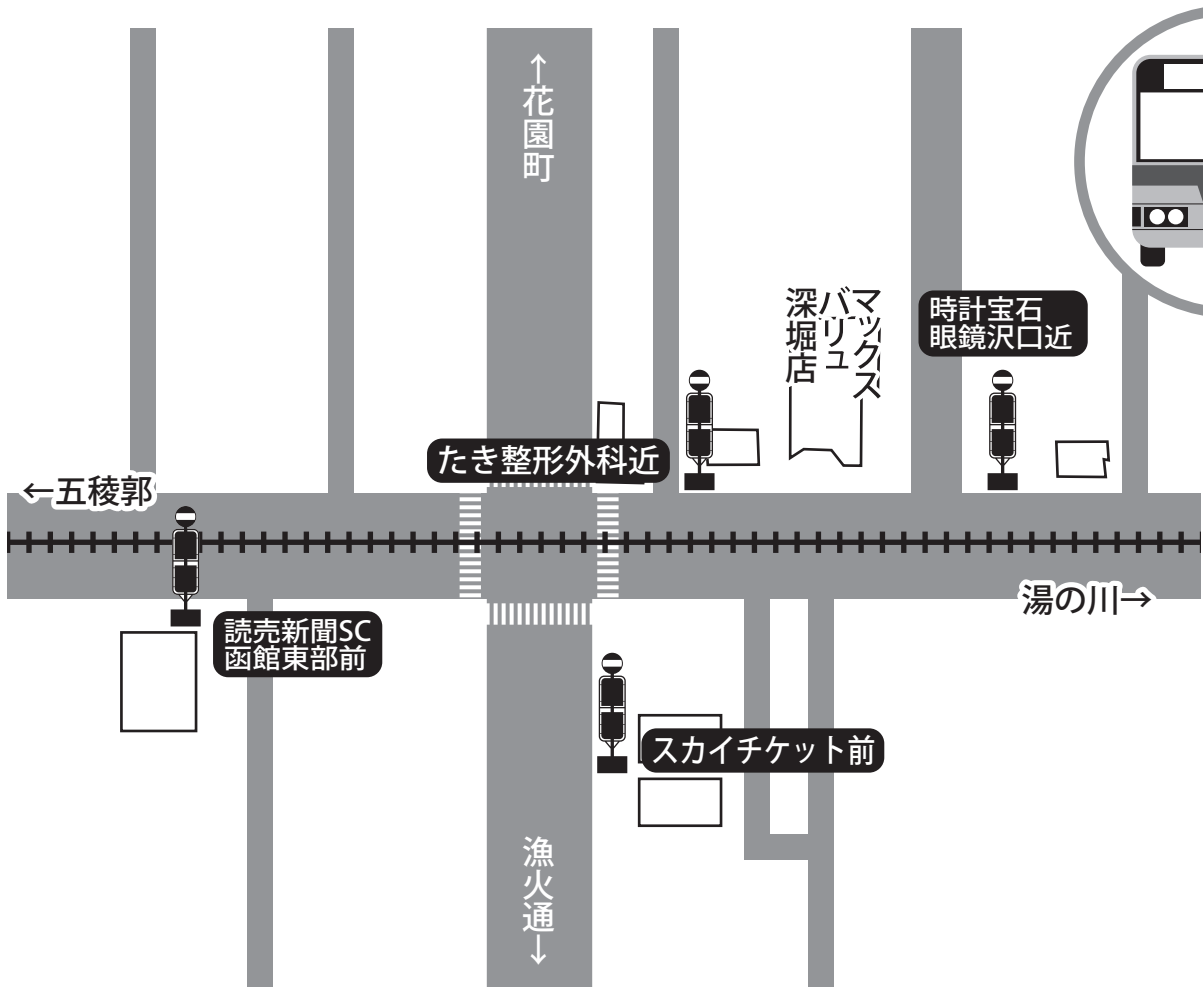 ↑花園町
マックス
バリュ
深堀店
時計宝石
眼鏡沢口近
たき整形外科近
←五稜郭
湯の川→
読売新聞SC
函館東部前
スカイチケット前
漁火通↓